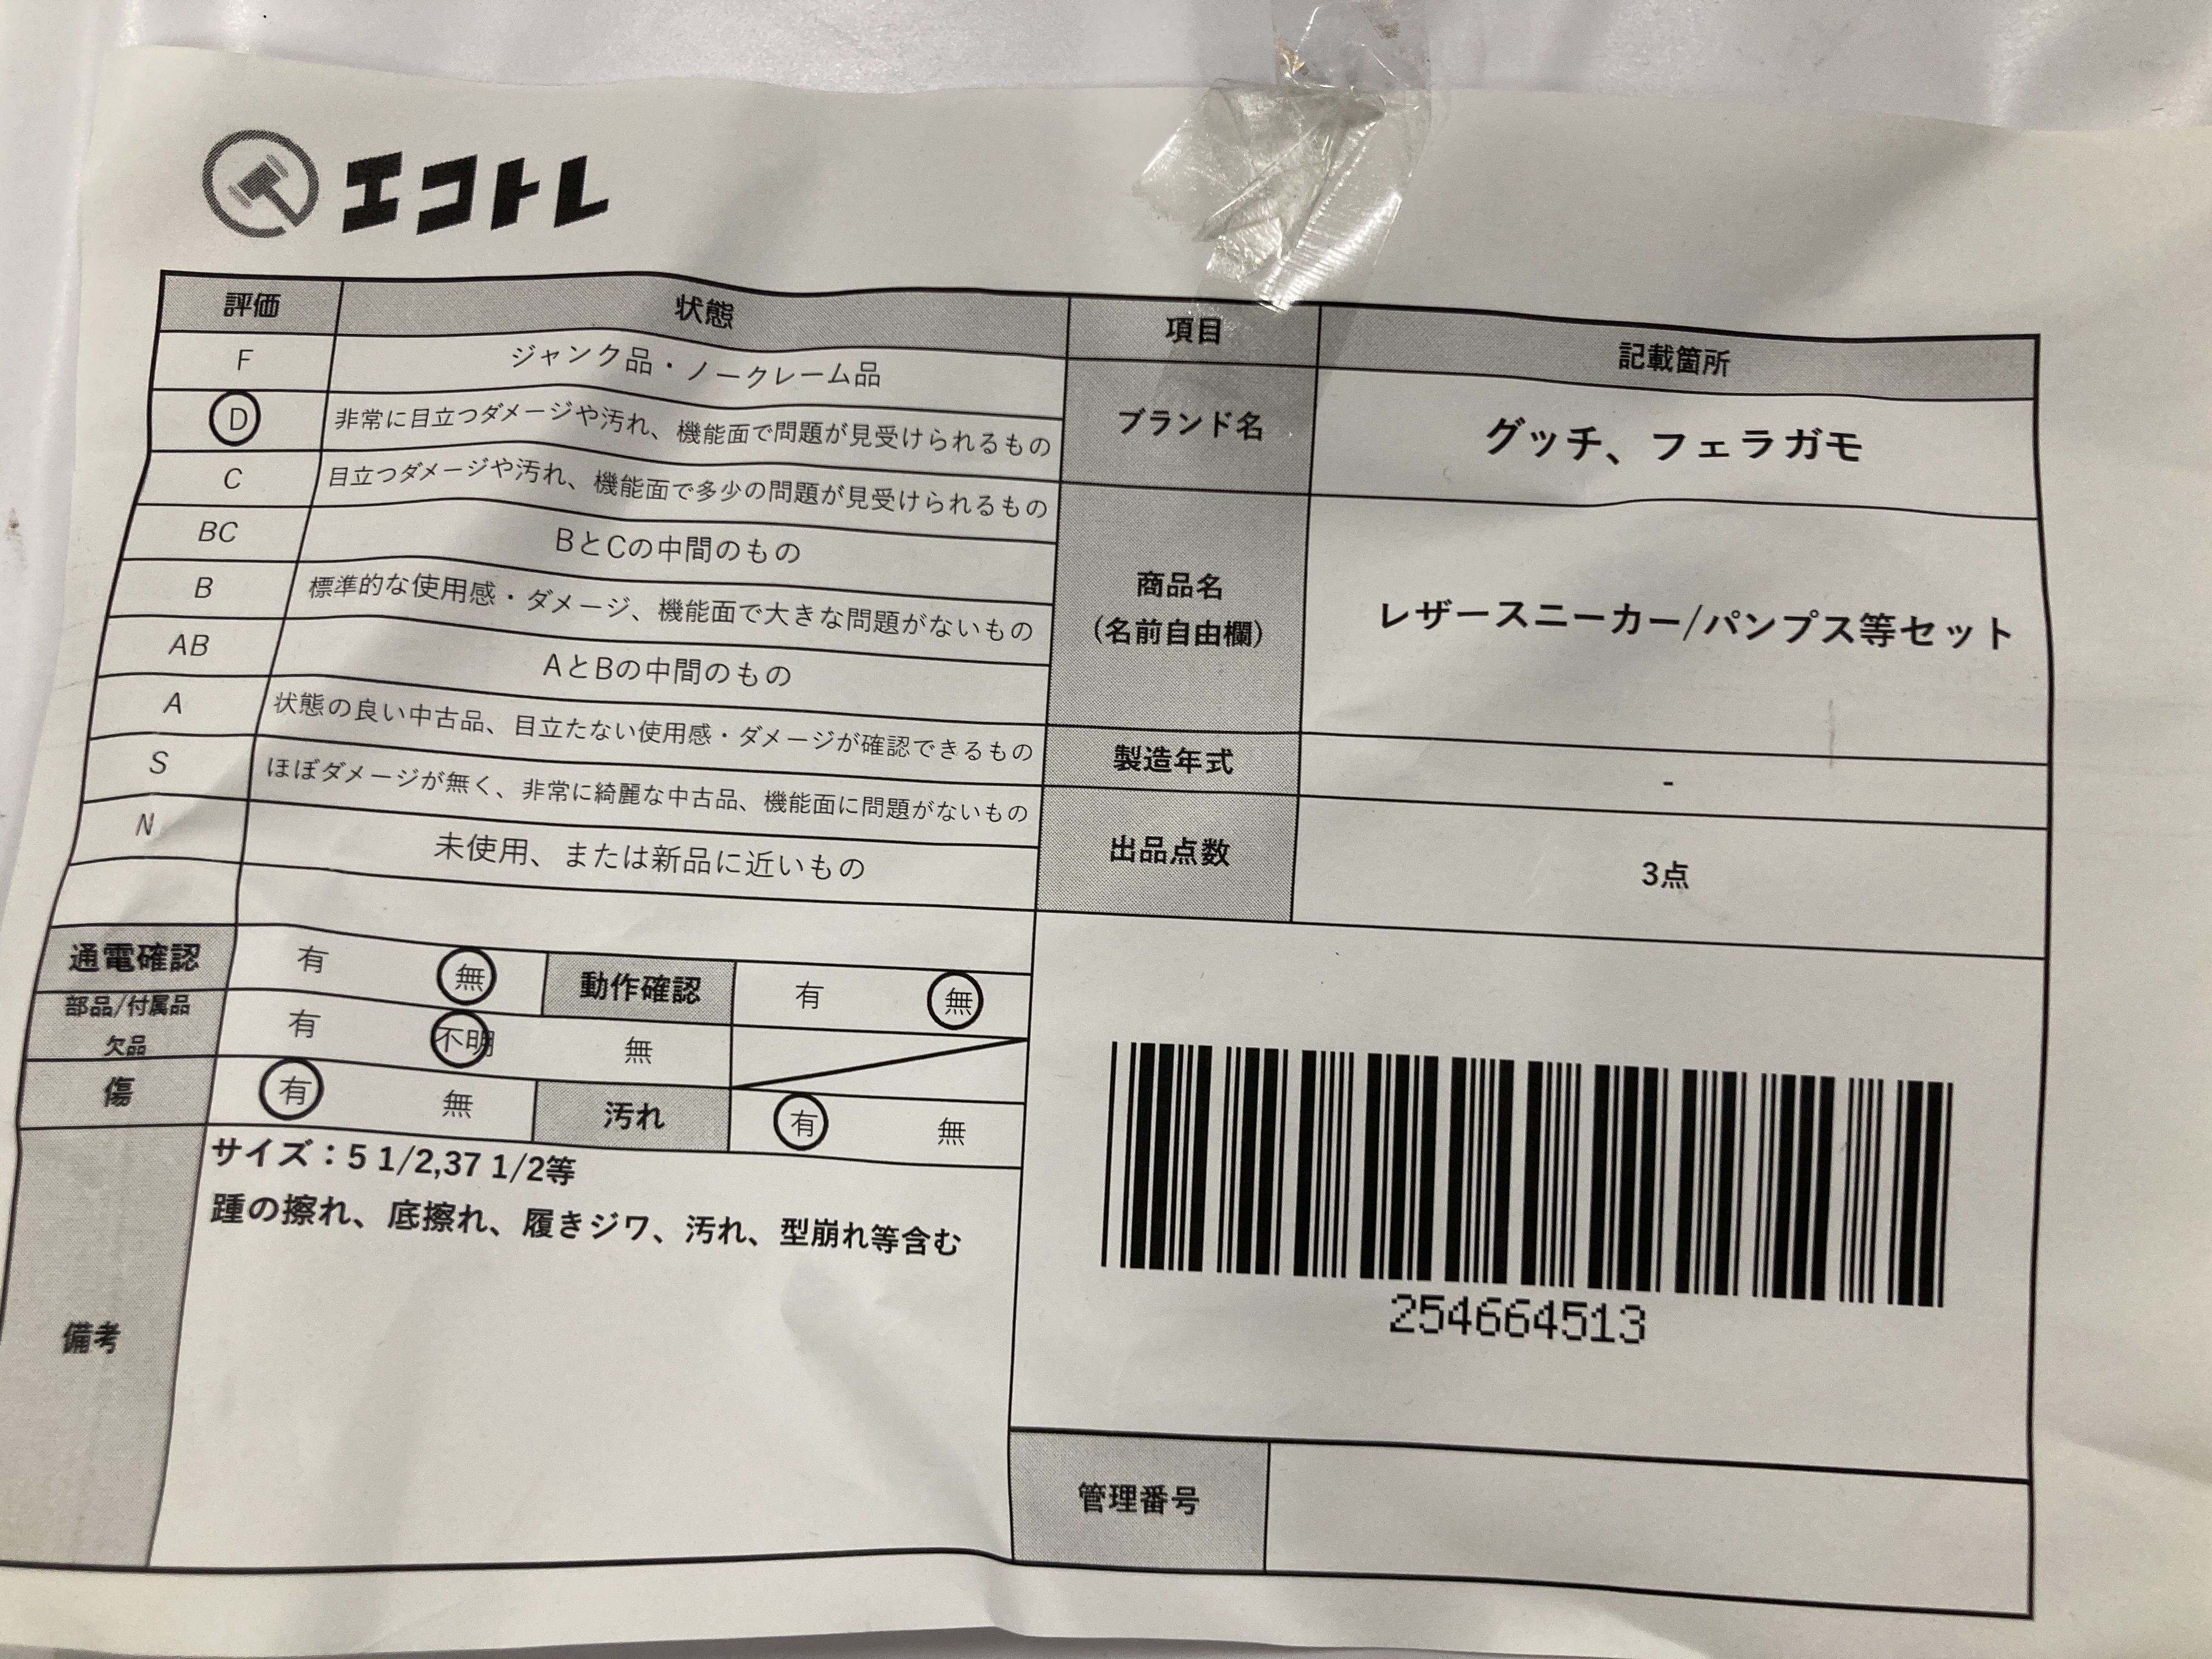 エコトレ
評価 状態
F ジャンク品・ノークレーム品
D 非常に目立つダメージや汚れ、機能面で問題が見受けられるもの
C 目立つダメージや汚れ、機能面で多少の問題が見受けられるもの
BC BとCの中間のもの
B 標準的な使用感・ダメージ、機能面で大きな問題がないもの
AB AとBの中間のもの
A 状態の良い中古品、目立たない使用感・ダメージが確認できるもの
S ほぼダメージが無く、非常に綺麗な中古品、機能面に問題がないもの
N 未使用、または新品に近いもの
通電確認 有 無 動作確認 有 無
部品/付属品
欠品 有 不明 無
傷 有 無 汚れ 有 無
備考
サイズ：5 1/2,37 1/2等
踵の擦れ、底擦れ、履きジワ、汚れ、型崩れ等含む
項目 記載箇所
ブランド名 グッチ、フェラガモ
商品名
（名前自由欄）
レザースニーカー/パンプス等セット
製造年式 -
出品点数 3点
254664513
管理番号